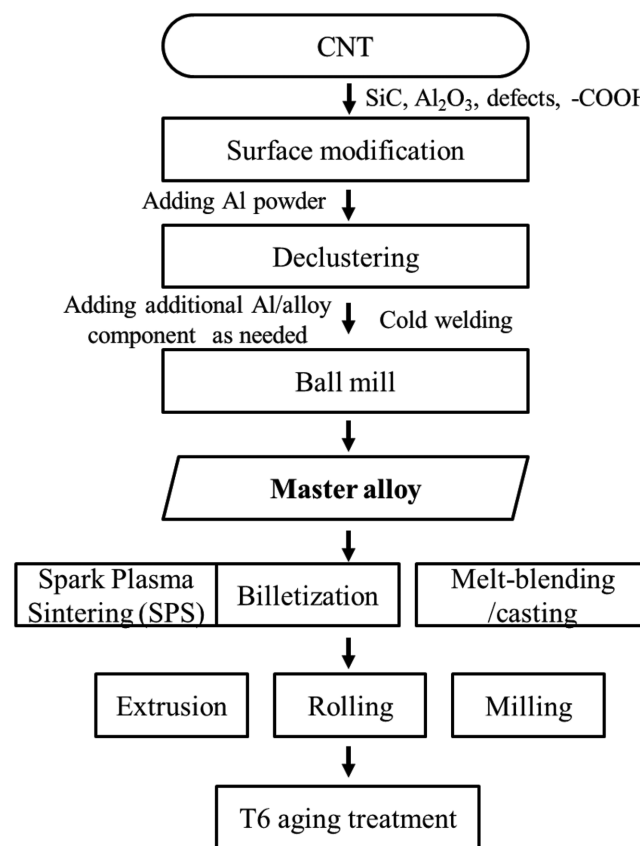 CNT
SiC, Al₂O₃, defects, -COOH
Surface modification
Adding Al powder
Declustering
Adding additional Al/alloy
component as needed
Cold welding
Ball mill
Master alloy
Spark Plasma
Sintering (SPS)
Billetization
Melt-blending
/casting
Extrusion
Rolling
Milling
T6 aging treatment